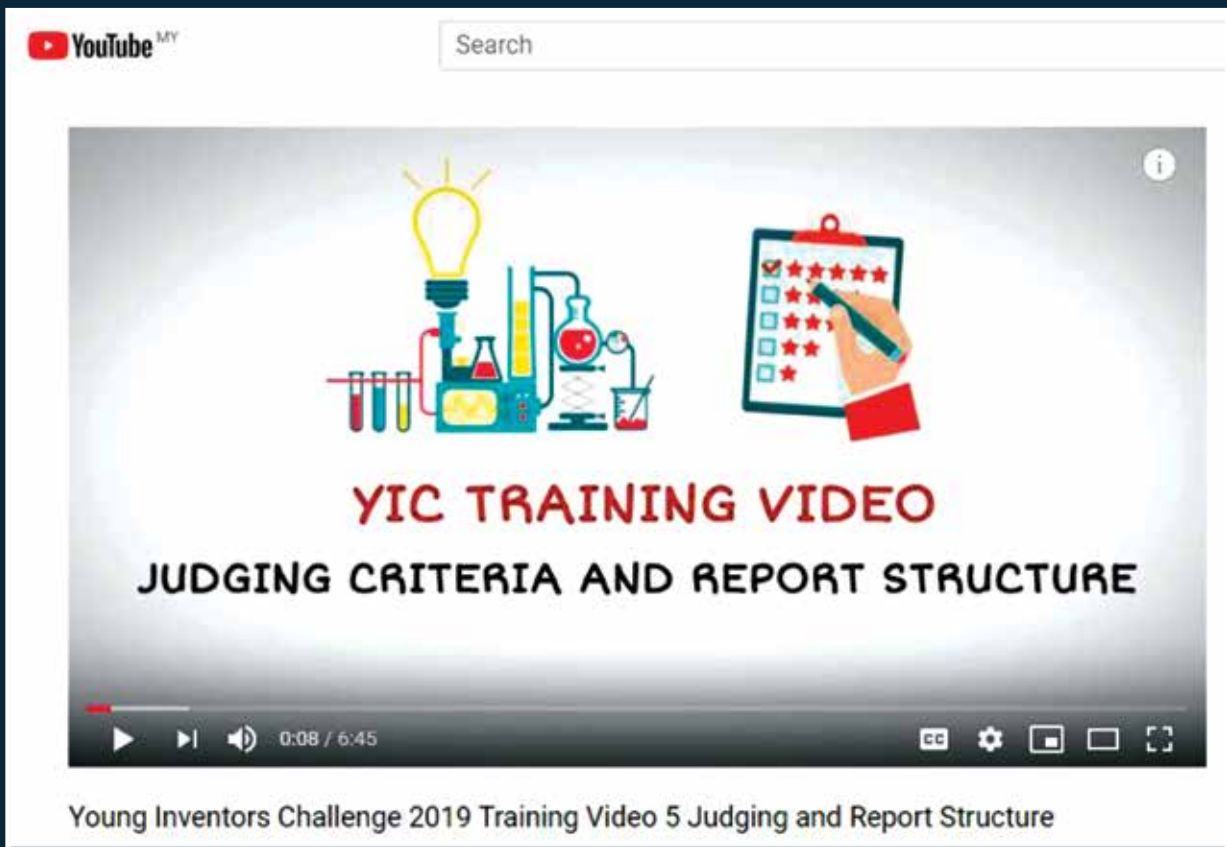 YouTube MY
Search
i
YIC TRAINING VIDEO
JUDGING CRITERIA AND REPORT STRUCTURE
0:08 / 6:45
CC
Young Inventors Challenge 2019 Training Video 5 Judging and Report Structure